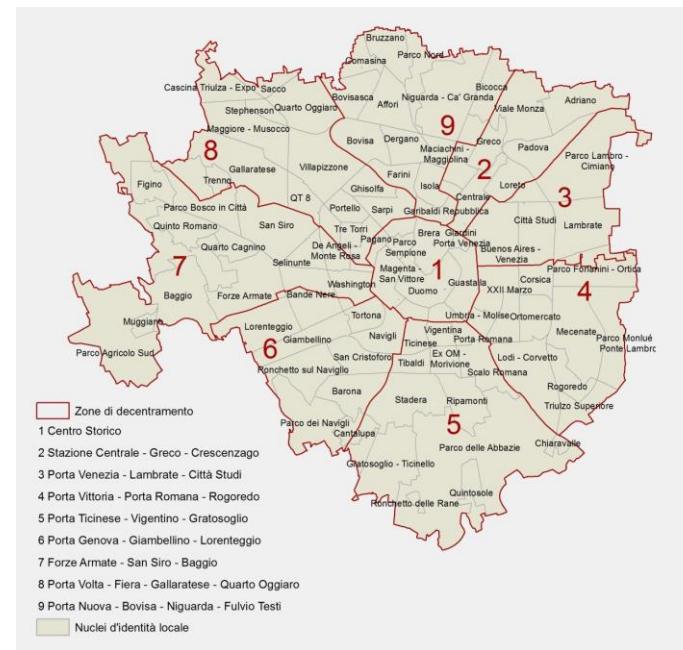 Bruzzano
Comasina
Parco Nord
Cascina Triulza - Expo
Sacco
Bovisasca
Bicocca
Niguarda - Ca' Granda
Adriano
Stephenson
Quarto Oggiaro
Affori
Viale Monza
9
Maggiore - Musocco
Bovisa
Dergano
Greco
Padova
8
Maciachini -
Maggiolina
2
Parco Lambro -
Cimiano
Gallaratese
Villapizzone
Farini
Trenno
Figino
Ghisolfa
Isola
Loreto
3
QT 8
Centrale
Parco Bosco in Città
Portello
Sarpi
Garibaldi Repubblica
Città Studi
Lambrate
Quinto Romano
San Siro
Tre Torri
Brera
Giardini
Porta Venezia
Pagano
Parco
Sempione
Quarto Cagnino
De Angeli -
Monte Rosa
Buenos Aires -
Venezia
7
Selinunte
1
Magenta -
San Vittore
Parco Forlanini - Ortica
Washington
Duomo
Guastalla
Corsica
4
Baggio
Forze Armate
Bande Nere
XXII Marzo
Muggiano
Lorenteggio
Tortona
Umbria - Molise
Ortomercato
6
Giambellino
Navigli
Vigentina
Mecenate
Ticinese
Porta Romana
Parco Monlué
Ponte Lambro
Parco Agricolo Sud
San Cristoforo
Tibaldi
Ex OM -
Morivione
Lodi - Corvetto
Ronchetto sul Naviglio
Scalo Romana
Barona
Stadera
Ripamonti
Rogoredo
Triulzo Superiore
Parco dei Navigli
5
Cantalupa
Parco delle Abbazie
Chiaravalle
Gratosoglio - Ticinello
Quintosole
Ronchetto delle Rane
Zone di decentramento
1 Centro Storico
2 Stazione Centrale - Greco - Crescenzago
3 Porta Venezia - Lambrate - Città Studi
4 Porta Vittoria - Porta Romana - Rogoredo
5 Porta Ticinese - Vigentino - Gratosoglio
6 Porta Genova - Giambellino - Lorenteggio
7 Forze Armate - San Siro - Baggio
8 Porta Volta - Fiera - Gallaratese - Quarto Oggiaro
9 Porta Nuova - Bovisa - Niguarda - Fulvio Testi
Nuclei d'identità locale